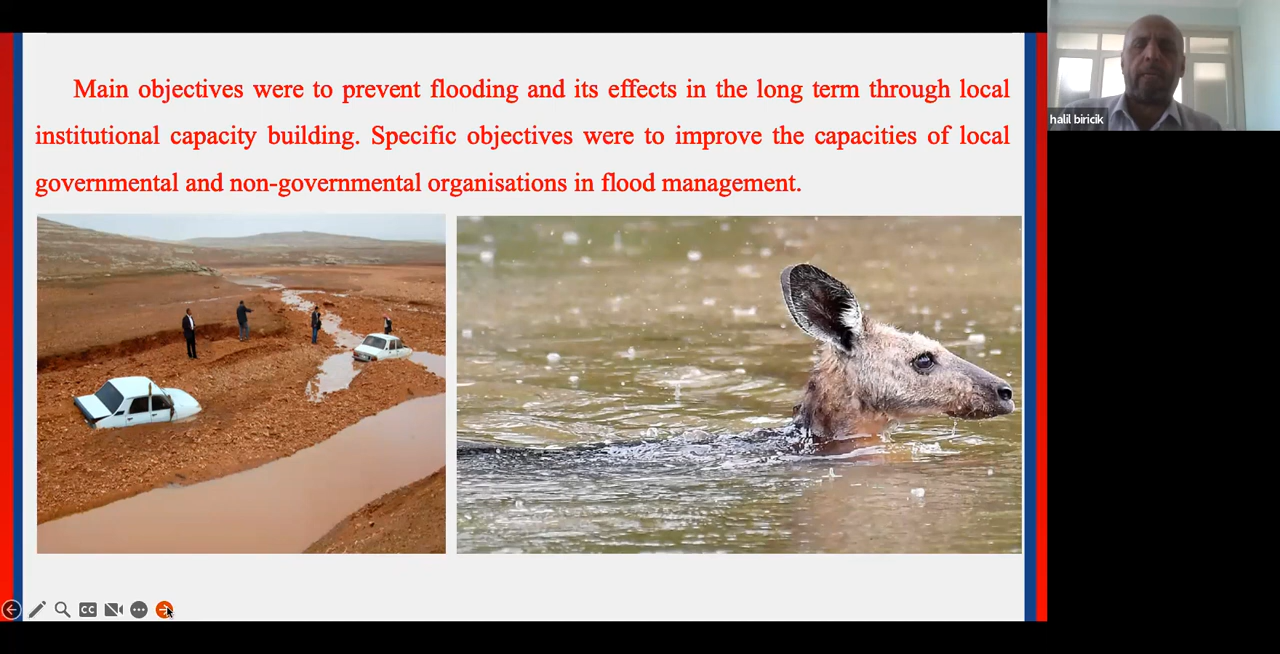 Main objectives were to prevent flooding and its effects in the long term through local
institutional capacity building. Specific objectives were to improve the capacities of local
governmental and non-governmental organisations in flood management.
halil biricik
CC